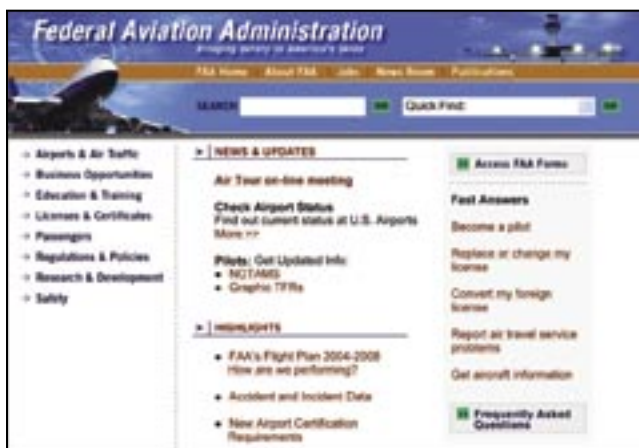 Federal Aviation Administration
Bringing safety to America's skies
FAA Home About FAA Jobs News Room Publications
SEARCH Quick Find:
Airports & Air Traffic
Business Opportunities
Education & Training
Licenses & Certificates
Passengers
Regulations & Policies
Research & Development
Safety
NEWS & UPDATES
Air Tour on-line meeting
Check Airport Status
Find out current status at U.S. Airports
More >>
Pilots: Get Updated Info
• NOTAMS
• Graphic TFRs
HIGHLIGHTS
• FAA's Flight Plan 2004-2008
How are we performing?
• Accident and Incident Data
• New Airport Certification
Requirements
Access FAA Forms
Fast Answers
Become a pilot
Replace or change my
license
Convert my foreign
license
Report air travel service
problems
Get aircraft information
Frequently Asked
Questions